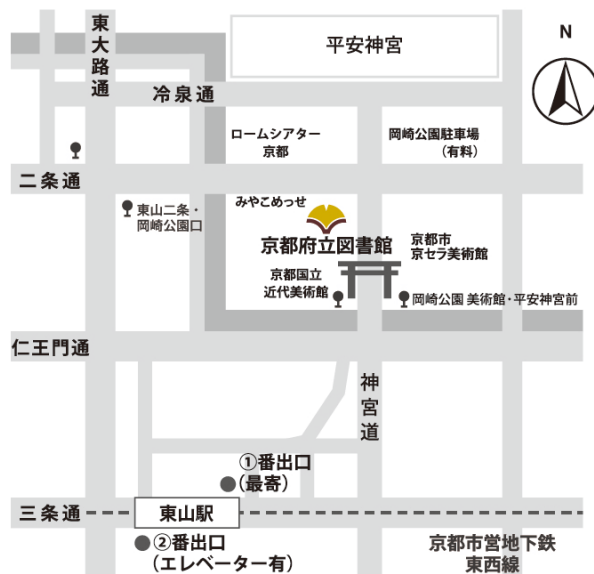 平安神宮
N
東大路通
冷泉通
ロームシアター
京都
岡崎公園駐車場
(有料)
二条通
東山二条・
岡崎公園口
みやこめっせ
京都府立図書館
京都市
京セラ美術館
京都国立
近代美術館
岡崎公園 美術館・平安神宮前
仁王門通
神宮道
①番出口
(最寄)
三条通
東山駅
②番出口
(エレベーター有)
京都市営地下鉄
東西線